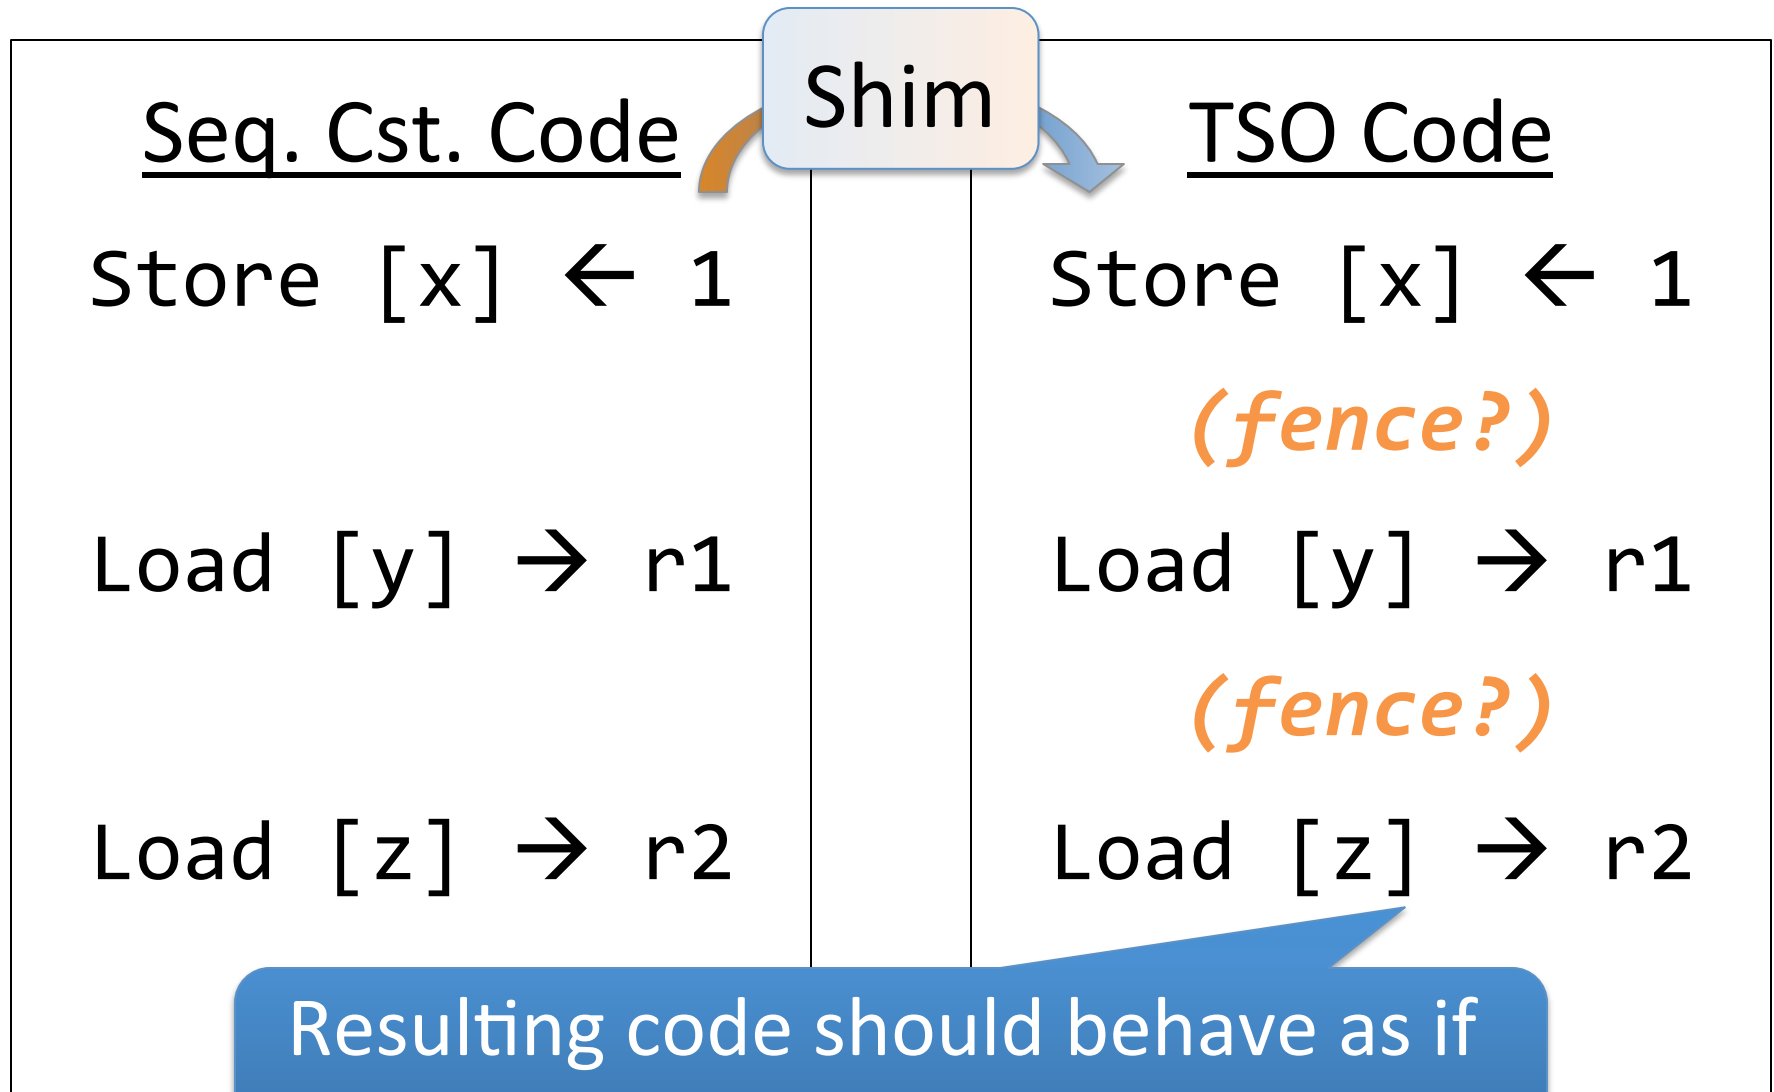 Shim
Seq. Cst. Code
Store [x] ← 1
Load [y] → r1
Load [z] → r2
TSO Code
Store [x] ← 1
(fence?)
Load [y] → r1
(fence?)
Load [z] → r2
Resulting code should behave as if